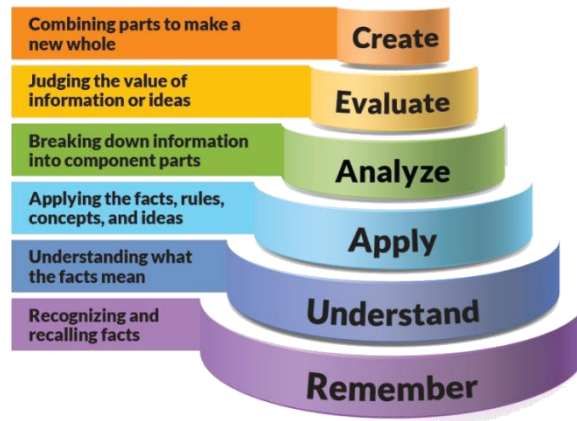 Combining parts to make a
new whole
Create
Judging the value of
information or ideas
Evaluate
Breaking down information
into component parts
Analyze
Applying the facts, rules,
concepts, and ideas
Apply
Understanding what
the facts mean
Understand
Recognizing and
recalling facts
Remember